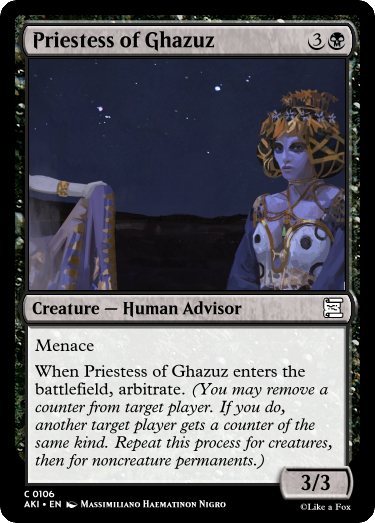 Priestess of Ghazuz 3
Creature — Human Advisor
Menace
When Priestess of Ghazuz enters the
battlefield, arbitrate. (You may remove a
counter from target player. If you do,
another target player gets a counter of the
same kind. Repeat this process for creatures,
then for noncreature permanents.)
3/3
C 0106
AKI • EN Massimiliano Haematinon Nigro
©Like a Fox